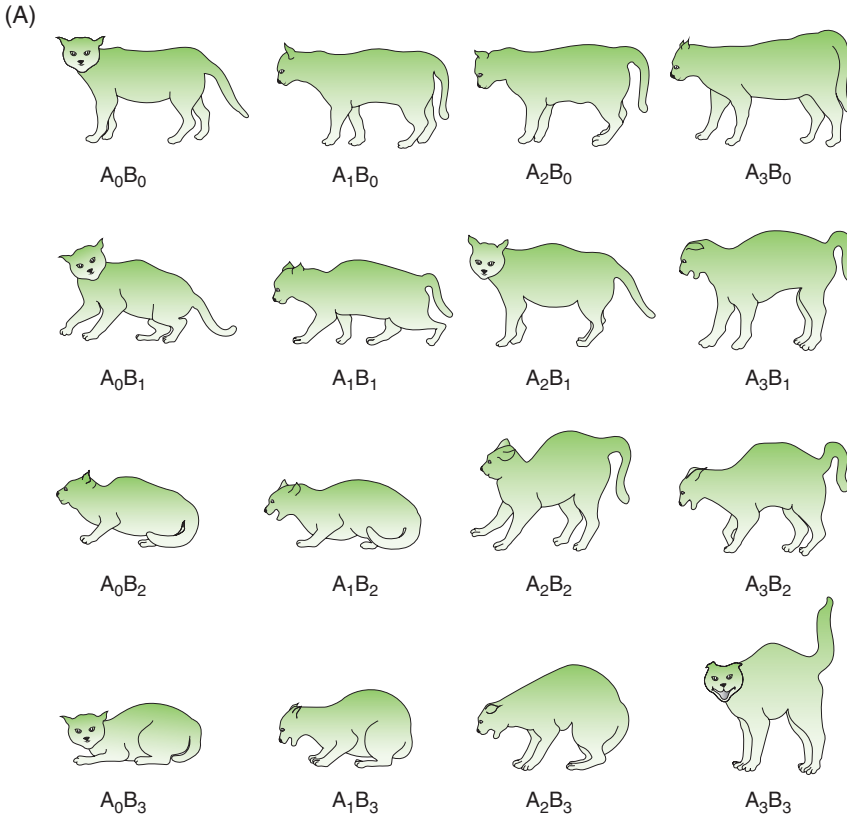 (A)
A₀B₀ A₁B₀ A₂B₀ A₃B₀
A₀B₁ A₁B₁ A₂B₁ A₃B₁
A₀B₂ A₁B₂ A₂B₂ A₃B₂
A₀B₃ A₁B₃ A₂B₃ A₃B₃